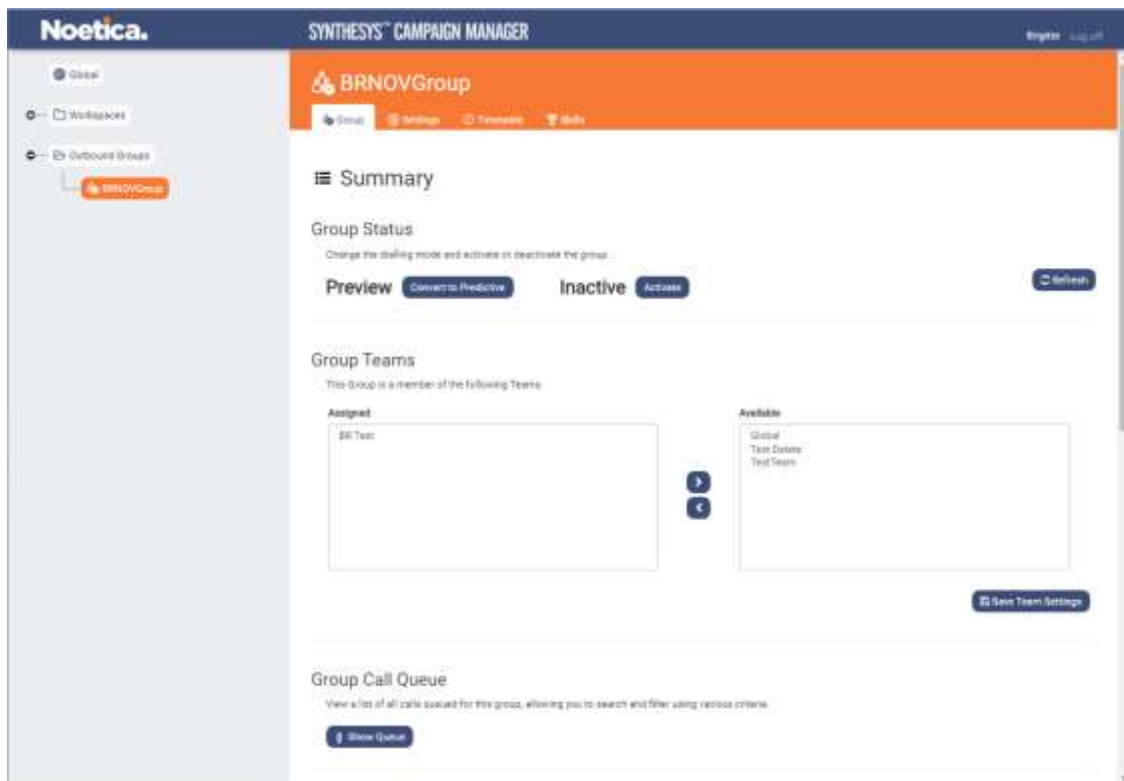 Noetica.
SYNTHESYS™ CAMPAIGN MANAGER
Log off
Global
Workspaces
Outbound Groups
BRNOVGroup
BRNOVGroup
Group Settings Timetable Skills
Summary
Group Status
Change the dialling mode and activate or deactivate the group.
Preview Convert to Predictive Inactive Activate
Refresh
Group Teams
This Group is a member of the following Teams
Assigned
BR Test
Available
Global
Test Delete
TestTeam
Save Team Settings
Group Call Queue
View a list of all calls queued for this group, allowing you to search and filter using various criteria.
Show Queue